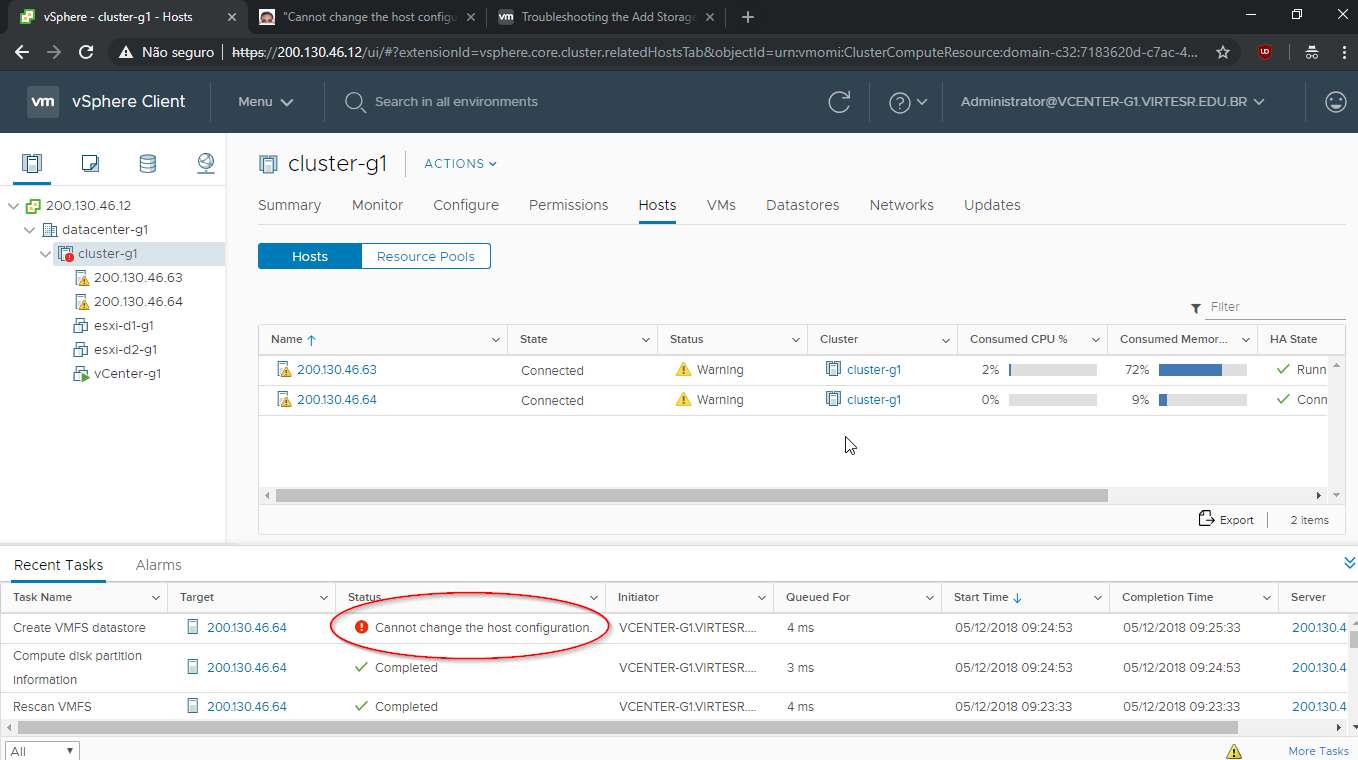 vSphere - cluster-g1 - Hosts
"Cannot change the host configu
vm Troubleshooting the Add Storage
Não seguro https://200.130.46.12/ui/#?extensionId=vsphere.core.cluster.relatedHostsTab&objectId=urn:vmomi:ClusterComputeResource:domain-c32:7183620d-c7ac-4...
vm vSphere Client Menu Search in all environments Administrator@VCENTER-G1.VIRTESR.EDU.BR
200.130.46.12
datacenter-g1
cluster-g1
200.130.46.63
200.130.46.64
esxi-d1-g1
esxi-d2-g1
vCenter-g1
cluster-g1 ACTIONS
Summary Monitor Configure Permissions Hosts VMs Datastores Networks Updates
Hosts Resource Pools
Filter
Name State Status Cluster Consumed CPU % Consumed Memor... HA State
200.130.46.63 Connected Warning cluster-g1 2% 72% Runn
200.130.46.64 Connected Warning cluster-g1 0% 9% Conn
Export 2 items
Recent Tasks Alarms
Task Name Target Status Initiator Queued For Start Time Completion Time Server
Create VMFS datastore 200.130.46.64 Cannot change the host configuration. VCENTER-G1.VIRTESR.... 4 ms 05/12/2018 09:24:53 05/12/2018 09:25:33 200.130.4
Compute disk partition
information 200.130.46.64 Completed VCENTER-G1.VIRTESR.... 3 ms 05/12/2018 09:24:53 05/12/2018 09:24:53 200.130.4
Rescan VMFS 200.130.46.64 Completed VCENTER-G1.VIRTESR.... 4 ms 05/12/2018 09:23:33 05/12/2018 09:23:33 200.130.4
All More Tasks